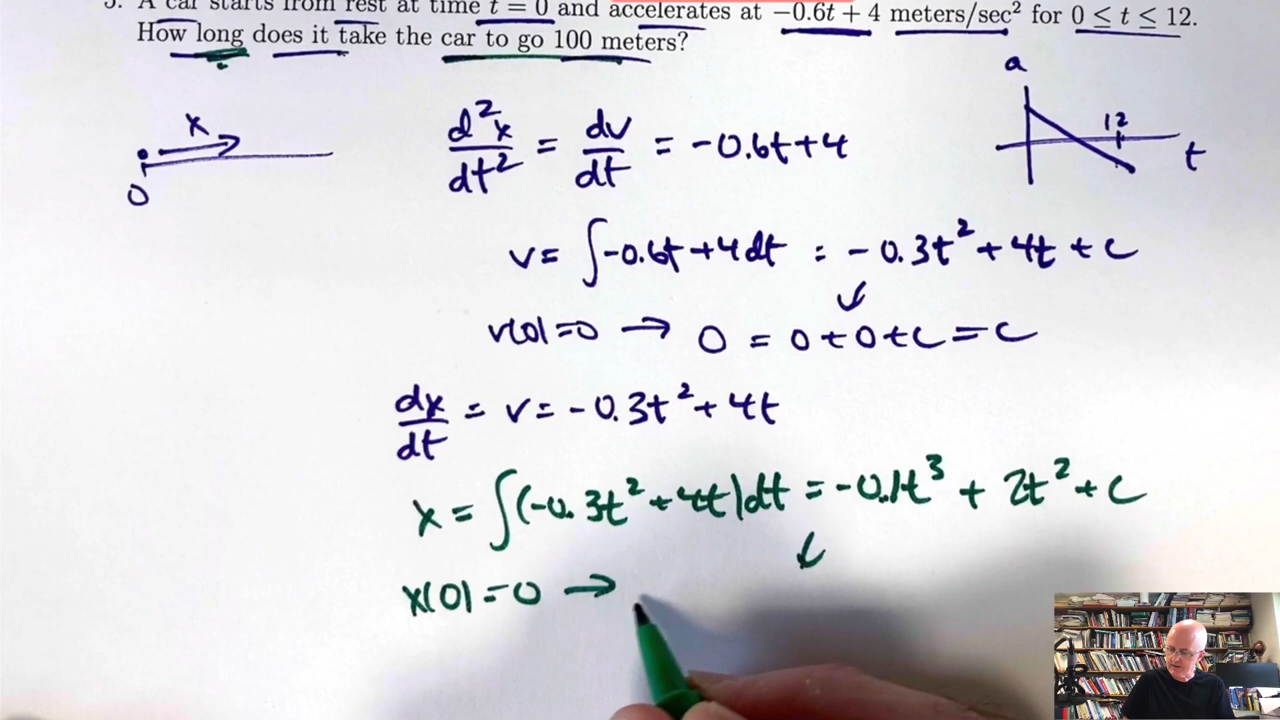 5. A car starts from rest at time t = 0 and accelerates at −0.6t + 4 meters/sec² for 0 ≤ t ≤ 12.
How long does it take the car to go 100 meters?
a
x
0
d²x/dt² = dv/dt = -0.6t+4
12
t
v = ∫-0.6t+4dt = -0.3t²+4t+c
v(0)=0 → 0 = 0+0+c=c
dx/dt = v = -0.3t²+4t
x = ∫(-0.3t²+4t)dt = -0.1t³+2t²+c
x(0)=0 →